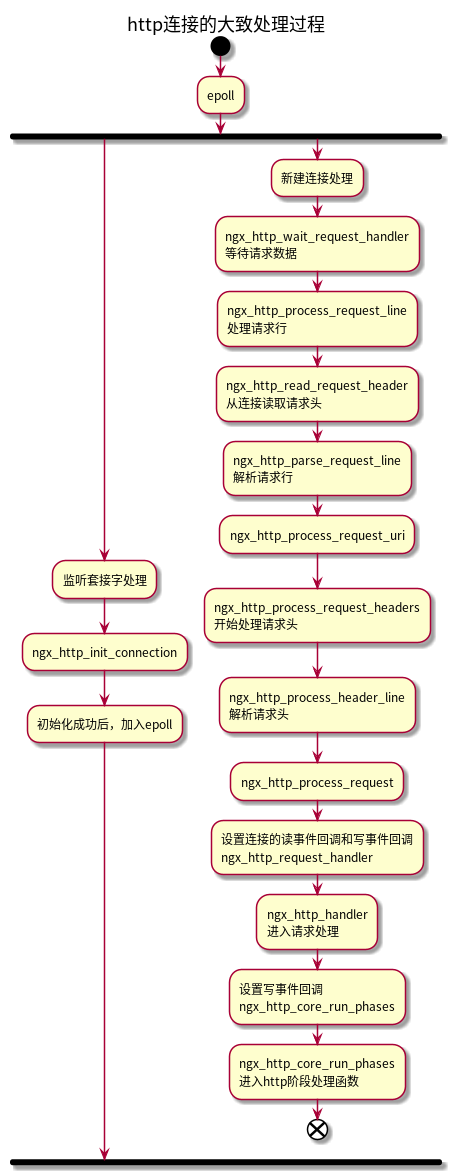 http连接的大致处理过程
epoll
监听套接字处理
ngx_http_init_connection
初始化成功后，加入epoll
新建连接处理
ngx_http_wait_request_handler
等待请求数据
ngx_http_process_request_line
处理请求行
ngx_http_read_request_header
从连接读取请求头
ngx_http_parse_request_line
解析请求行
ngx_http_process_request_uri
ngx_http_process_request_headers
开始处理请求头
ngx_http_process_header_line
解析请求头
ngx_http_process_request
设置连接的读事件回调和写事件回调
ngx_http_request_handler
ngx_http_handler
进入请求处理
设置写事件回调
ngx_http_core_run_phases
ngx_http_core_run_phases
进入http阶段处理函数